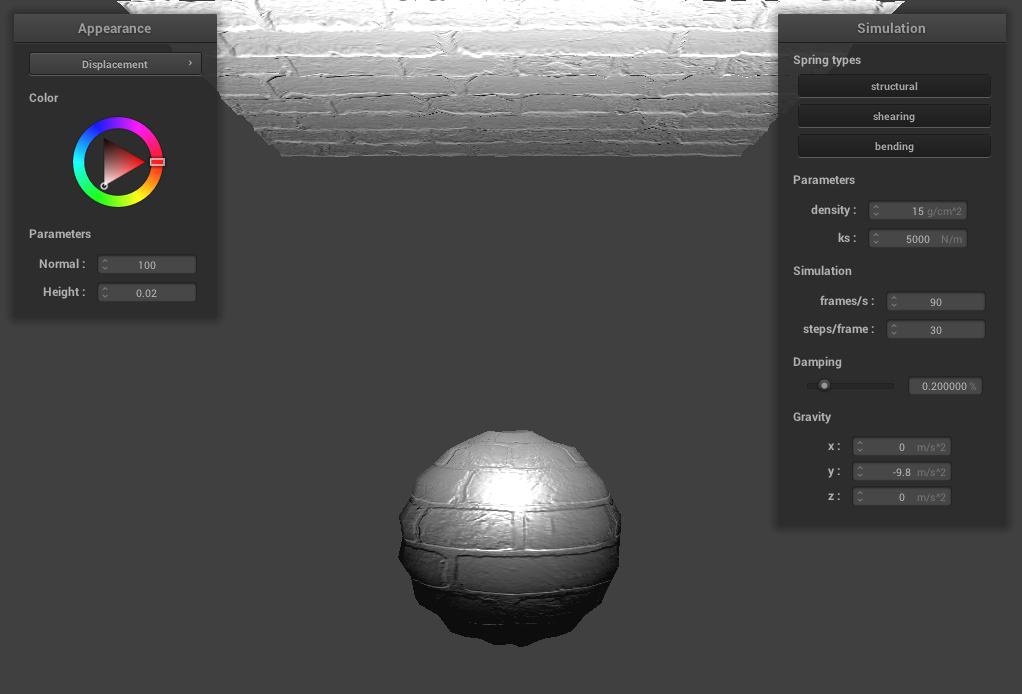 Appearance
Displacement
Color
Parameters
Normal : 100
Height : 0.02
Simulation
Spring types
structural
shearing
bending
Parameters
density : 15 g/cm^2
ks : 5000 N/m
Simulation
frames/s : 90
steps/frame : 30
Damping
0.200000 %
Gravity
x : 0 m/s^2
y : -9.8 m/s^2
z : 0 m/s^2